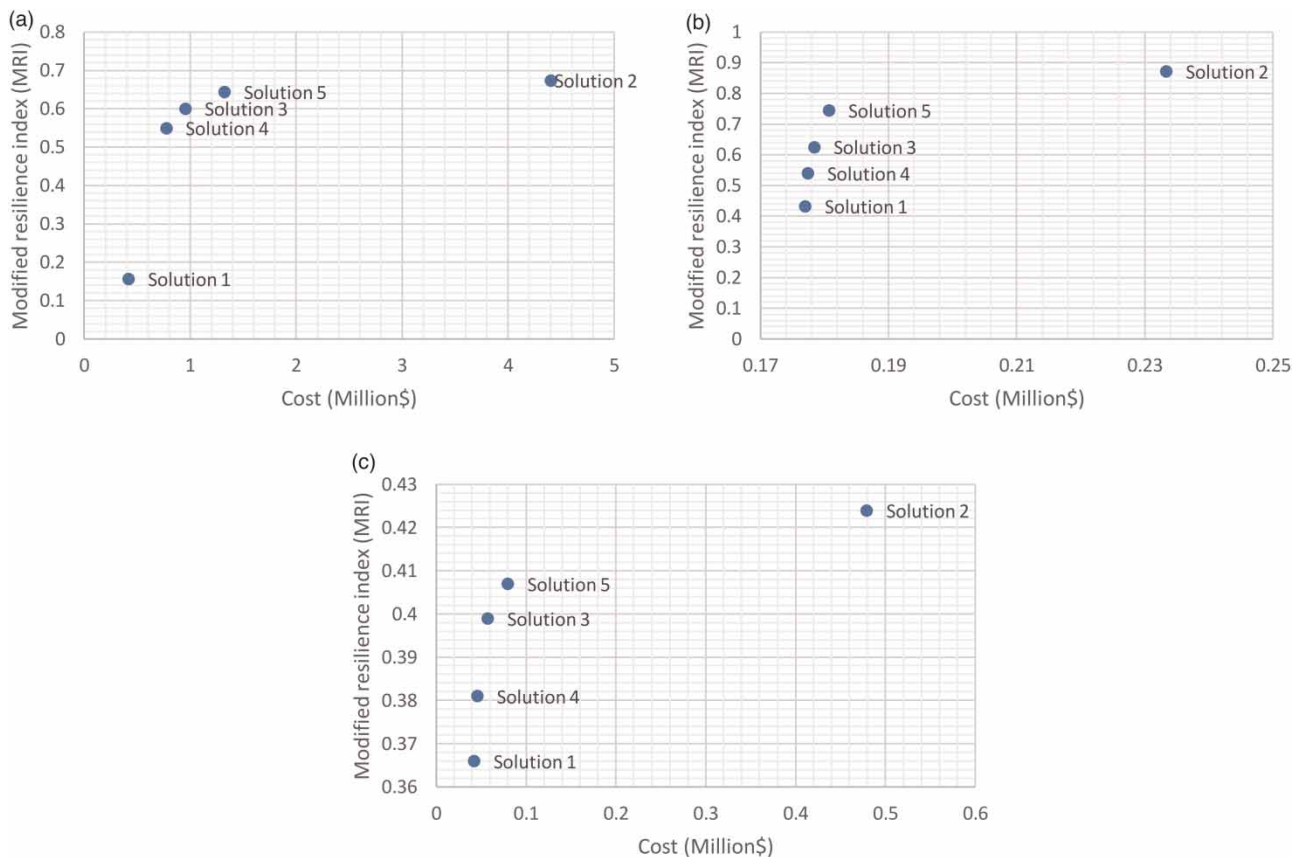 (a)
Modified resilience index (MRI)
0.8
0.7
0.6
0.5
0.4
0.3
0.2
0.1
0
Solution 2
Solution 5
Solution 3
Solution 4
Solution 1
0 1 2 3 4 5
Cost (Million$)
(b)
Modified resilience index (MRI)
1
0.9
0.8
0.7
0.6
0.5
0.4
0.3
0.2
0.1
0
Solution 2
Solution 5
Solution 3
Solution 4
Solution 1
0.17 0.19 0.21 0.23 0.25
Cost (Million$)
(c)
Modified resilience index (MRI)
0.43
0.42
0.41
0.4
0.39
0.38
0.37
0.36
Solution 2
Solution 5
Solution 3
Solution 4
Solution 1
0 0.1 0.2 0.3 0.4 0.5 0.6
Cost (Million$)